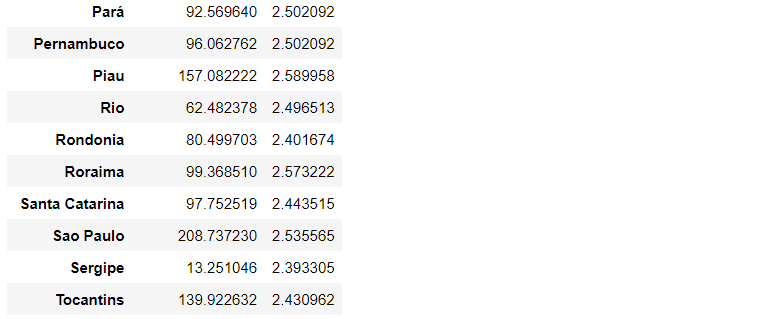 Pará 92.569640 2.502092
Pernambuco 96.062762 2.502092
Piau 157.082222 2.589958
Rio 62.482378 2.496513
Rondonia 80.499703 2.401674
Roraima 99.368510 2.573222
Santa Catarina 97.752519 2.443515
Sao Paulo 208.737230 2.535565
Sergipe 13.251046 2.393305
Tocantins 139.922632 2.430962